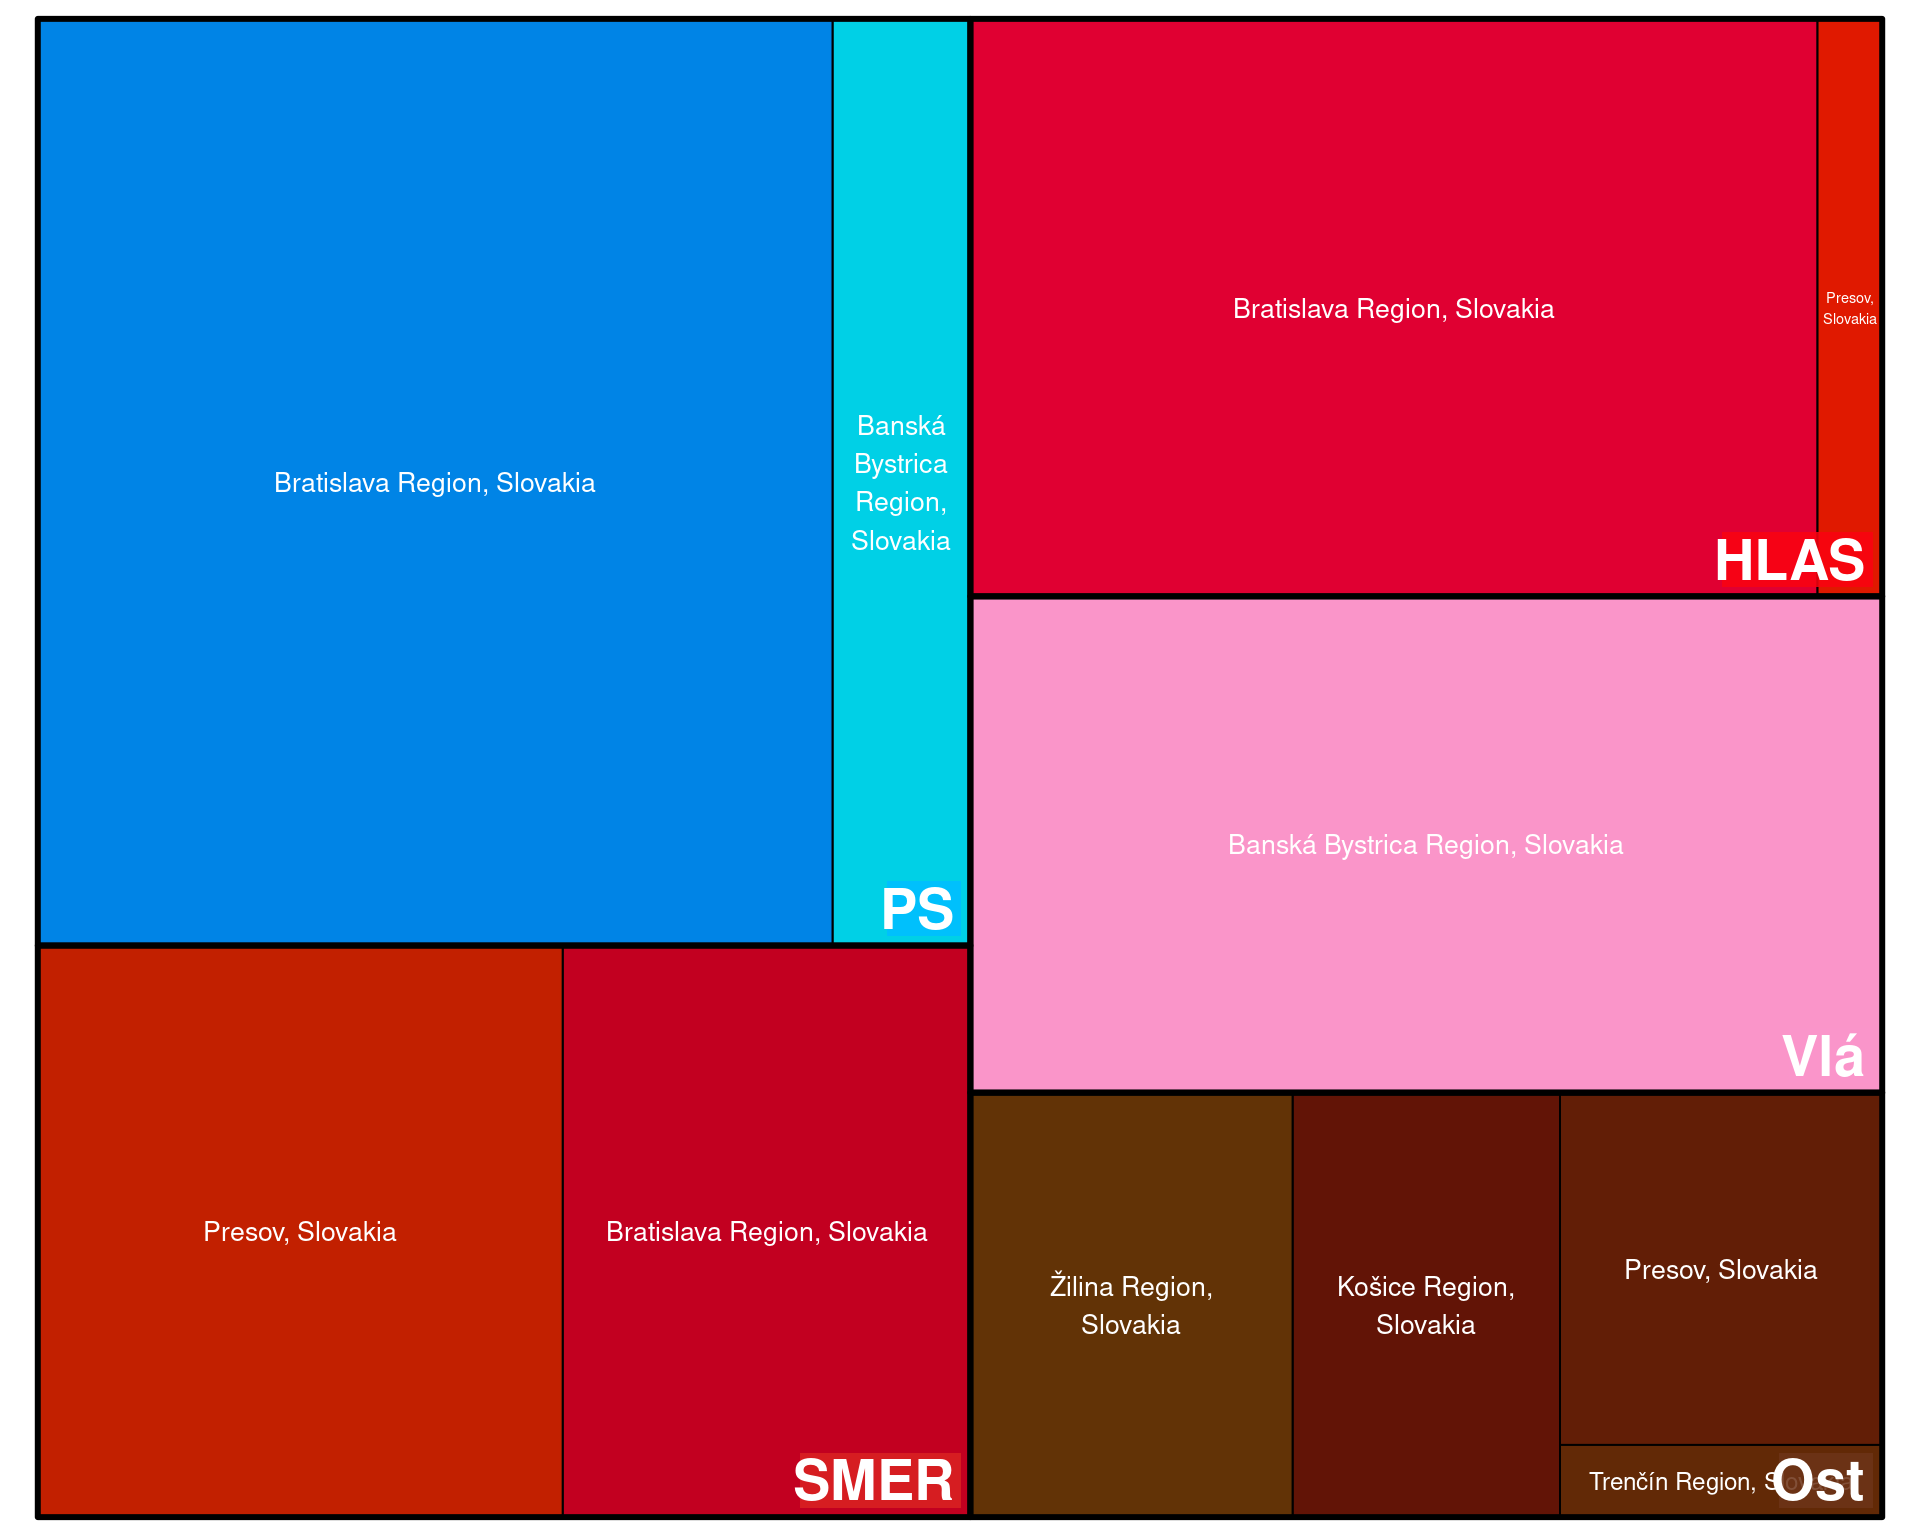 Bratislava Region, Slovakia
Banská
Bystrica
Region,
Slovakia
PS
Bratislava Region, Slovakia
Presov,
Slovakia
HLAS
Banská Bystrica Region, Slovakia
Vlá
Presov, Slovakia
Bratislava Region, Slovakia
SMER
Žilina Region,
Slovakia
Košice Region,
Slovakia
Presov, Slovakia
Trenčín Region,
Ost